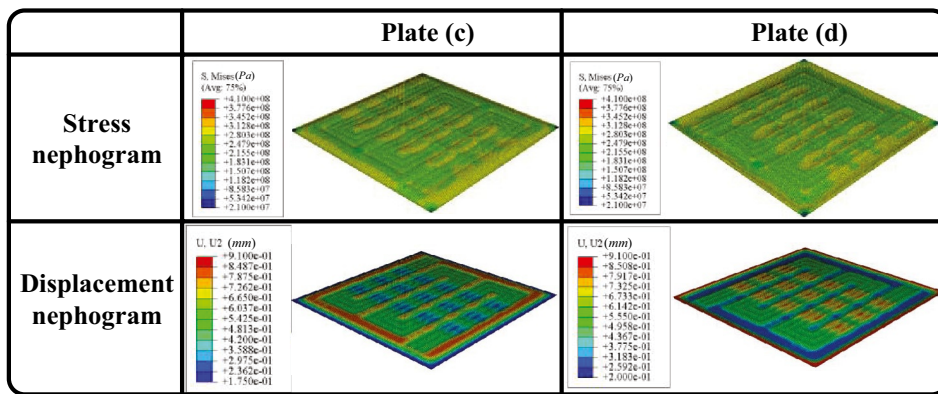 Plate (c)
Plate (d)
Stress
nephogram
S, Mises(Pa)
(Avg: 75%)
+4.100e+08
+3.776e+08
+3.452e+08
+3.128e+08
+2.803e+08
+2.479e+08
+2.155e+08
+1.831e+08
+1.507e+08
+1.182e+08
+8.583e+07
+5.342e+07
+2.100e+07
S, Mises (Pa)
(Avg: 75%)
+4.100e+08
+3.776e+08
+3.452e+08
+3.128e+08
+2.803e+08
+2.479e+08
+2.155e+08
+1.831e+08
+1.507e+08
+1.182e+08
+8.583e+07
+5.342e+07
+2.100e+07
Displacement
nephogram
U, U2 (mm)
+9.100e-01
+8.487e-01
+7.875e-01
+7.262e-01
+6.650e-01
+6.037e-01
+5.425e-01
+4.813e-01
+4.200e-01
+3.588e-01
+2.975e-01
+2.362e-01
+1.750e-01
U, U2(mm)
+9.100e-01
+8.508e-01
+7.917e-01
+7.325e-01
+6.733e-01
+6.142e-01
+5.550e-01
+4.958e-01
+4.367e-01
+3.775e-01
+3.183e-01
+2.592e-01
+2.000e-01